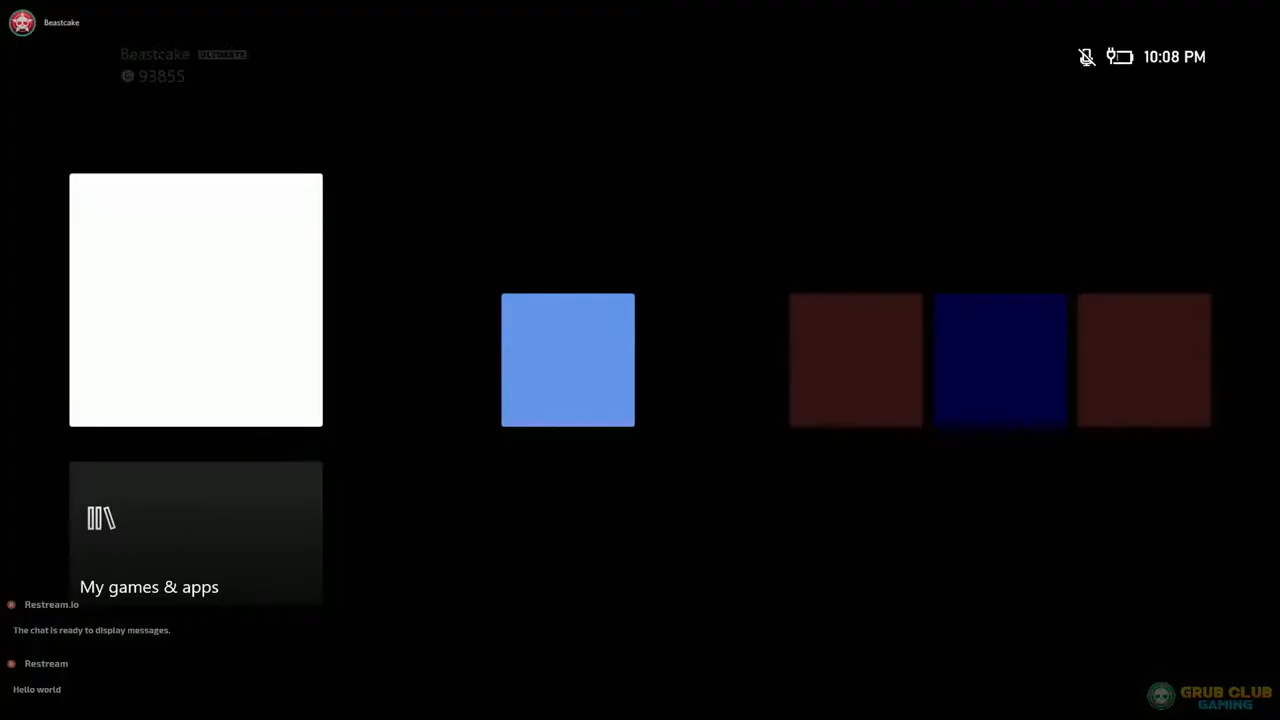 Beastcake
Beastcake ULTIMATE
G 93855
10:08 PM
My games & apps
Restream.io
The chat is ready to display messages.
Restream
Hello world
GRUB CLUB
GAMING